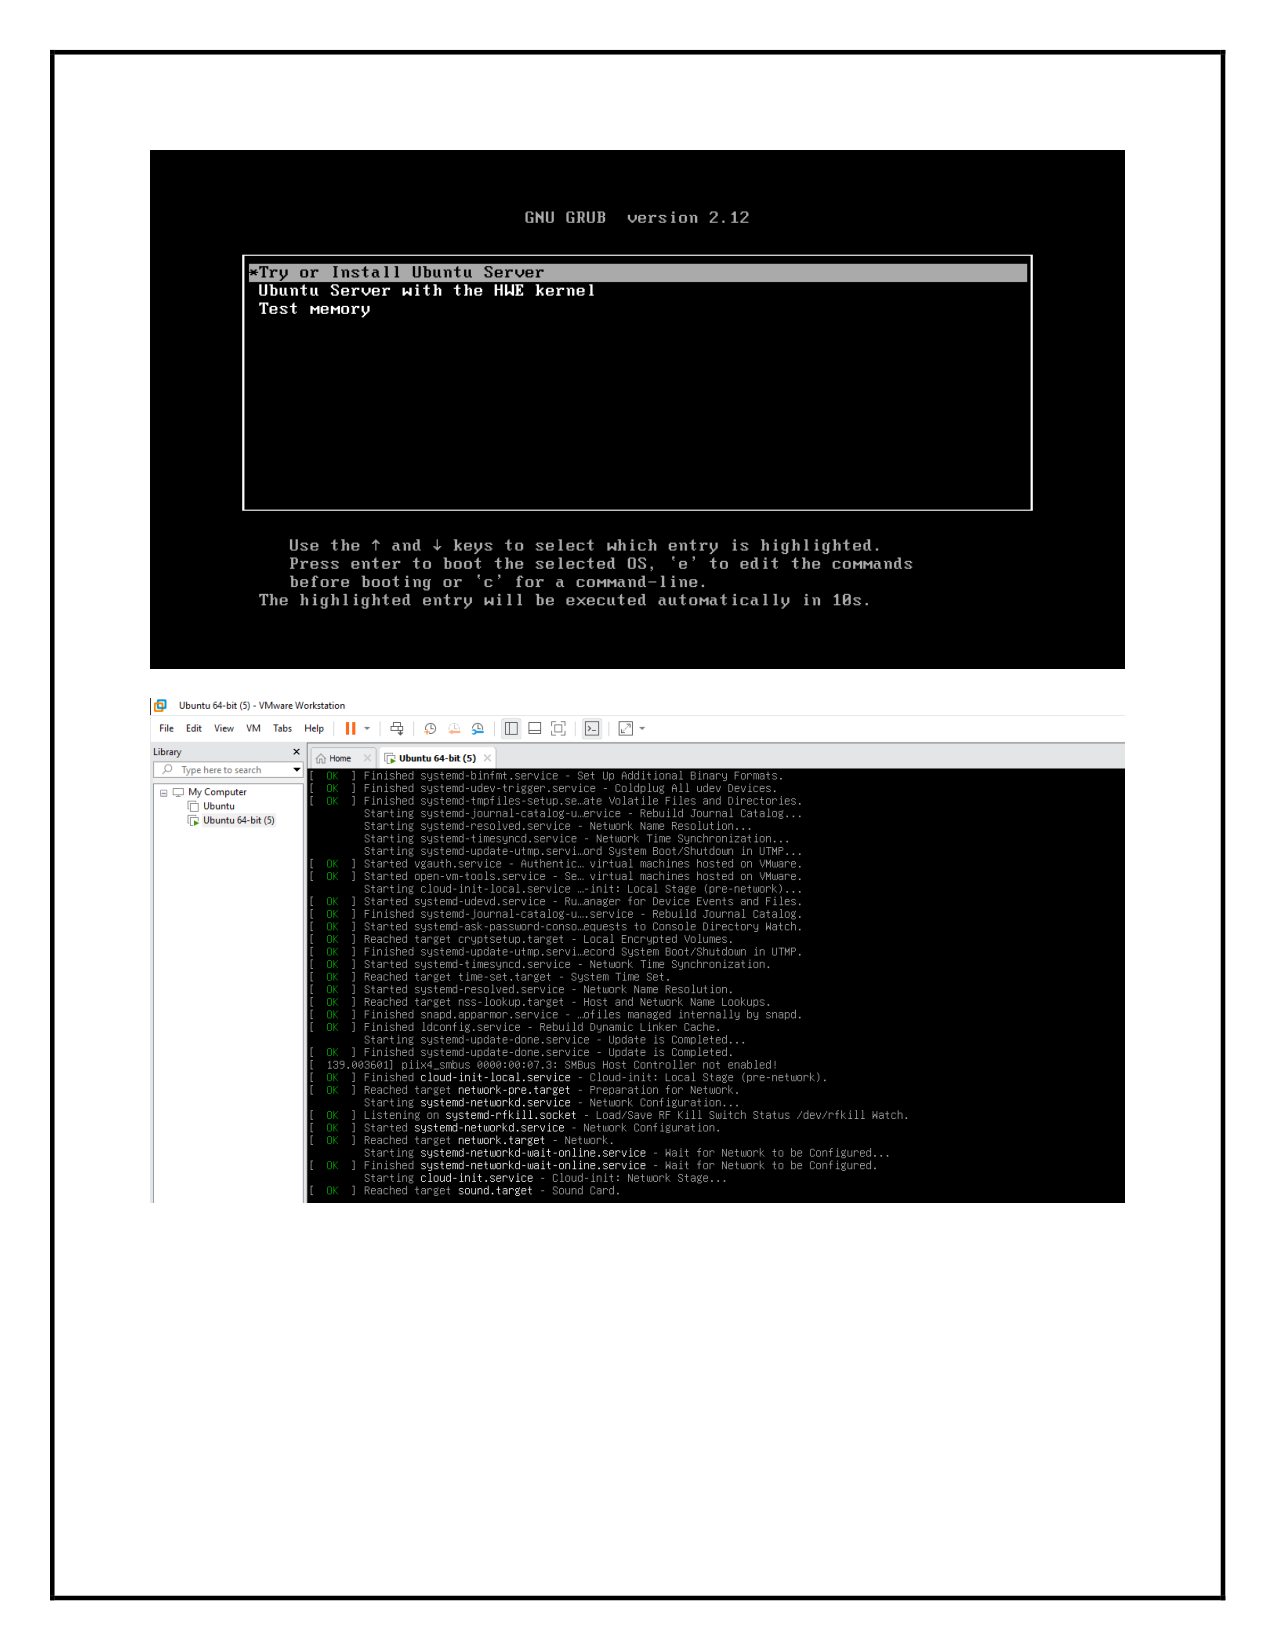 GNU GRUB  version 2.12
*Try or Install Ubuntu Server
Ubuntu Server with the HWE kernel
Test memory
Use the ↑ and ↓ keys to select which entry is highlighted.
Press enter to boot the selected OS, `e' to edit the commands
before booting or `c' for a command-line.
The highlighted entry will be executed automatically in 10s.
Ubuntu 64-bit (5) - VMware Workstation
File Edit View VM Tabs Help
Library
Home
Ubuntu 64-bit (5)
Type here to search
My Computer
Ubuntu
Ubuntu 64-bit (5)
[  OK  ] Finished systemd-binfmt.service - Set Up Additional Binary Formats.
[  OK  ] Finished systemd-udev-trigger.service - Coldplug All udev Devices.
[  OK  ] Finished systemd-tmpfiles-setup.se…ate Volatile Files and Directories.
Starting systemd-journal-catalog-u…ervice - Rebuild Journal Catalog...
Starting systemd-resolved.service - Network Name Resolution...
Starting systemd-timesyncd.service - Network Time Synchronization...
Starting systemd-update-utmp.servi…ord System Boot/Shutdown in UTMP...
[  OK  ] Started vgauth.service - Authentic… virtual machines hosted on VMware.
[  OK  ] Started open-vm-tools.service - Se… virtual machines hosted on VMware.
Starting cloud-init-local.service …-init: Local Stage (pre-network)...
[  OK  ] Started systemd-udevd.service - Ru…anager for Device Events and Files.
[  OK  ] Finished systemd-journal-catalog-u….service - Rebuild Journal Catalog.
[  OK  ] Started systemd-ask-password-conso…equests to Console Directory Watch.
[  OK  ] Reached target cryptsetup.target - Local Encrypted Volumes.
[  OK  ] Finished systemd-update-utmp.servi…ecord System Boot/Shutdown in UTMP.
[  OK  ] Started systemd-timesyncd.service - Network Time Synchronization.
[  OK  ] Reached target time-set.target - System Time Set.
[  OK  ] Started systemd-resolved.service - Network Name Resolution.
[  OK  ] Reached target nss-lookup.target - Host and Network Name Lookups.
[  OK  ] Finished snapd.apparmor.service - …ofiles managed internally by snapd.
[  OK  ] Finished ldconfig.service - Rebuild Dynamic Linker Cache.
Starting systemd-update-done.service - Update is Completed...
[  OK  ] Finished systemd-update-done.service - Update is Completed.
[  139.003601] piix4_smbus 0000:00:07.3: SMBus Host Controller not enabled!
[  OK  ] Finished cloud-init-local.service - Cloud-init: Local Stage (pre-network).
[  OK  ] Reached target network-pre.target - Preparation for Network.
Starting systemd-networkd.service - Network Configuration...
[  OK  ] Listening on systemd-rfkill.socket - Load/Save RF Kill Switch Status /dev/rfkill Watch.
[  OK  ] Started systemd-networkd.service - Network Configuration.
[  OK  ] Reached target network.target - Network.
Starting systemd-networkd-wait-online.service - Wait for Network to be Configured...
[  OK  ] Finished systemd-networkd-wait-online.service - Wait for Network to be Configured.
Starting cloud-init.service - Cloud-init: Network Stage...
[  OK  ] Reached target sound.target - Sound Card.